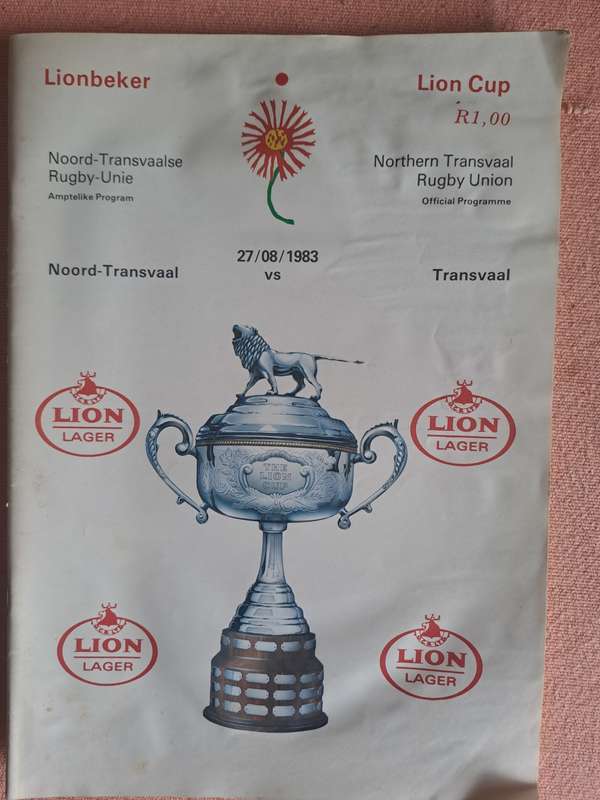 Lionbeker
Lion Cup
R1,00
Noord-Transvaalse
Rugby-Unie
Amptelike Program
Northern Transvaal
Rugby Union
Official Programme
27/08/1983
Noord-Transvaal
vs
Transvaal
LION
LAGER
LION
LAGER
THE
LION
CUP
LION
LAGER
LION
LAGER